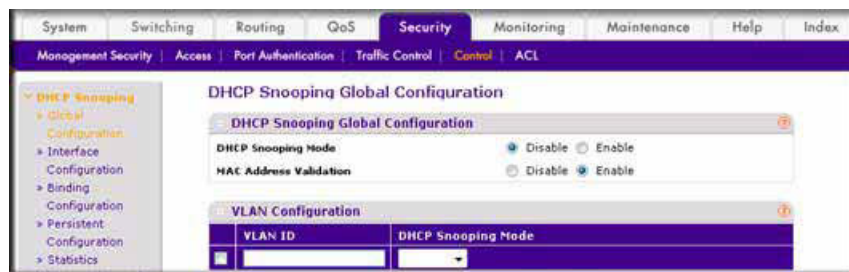 System Switching Routing QoS Security Monitoring Maintenance Help Index
Management Security Access Port Authentication Traffic Control Control ACL
DHCP Snooping
Global
Configuration
Interface
Configuration
Binding
Configuration
Persistent
Configuration
Statistics
DHCP Snooping Global Configuration
DHCP Snooping Global Configuration
DHCP Snooping Mode Disable Enable
MAC Address Validation Disable Enable
VLAN Configuration
VLAN ID DHCP Snooping Mode